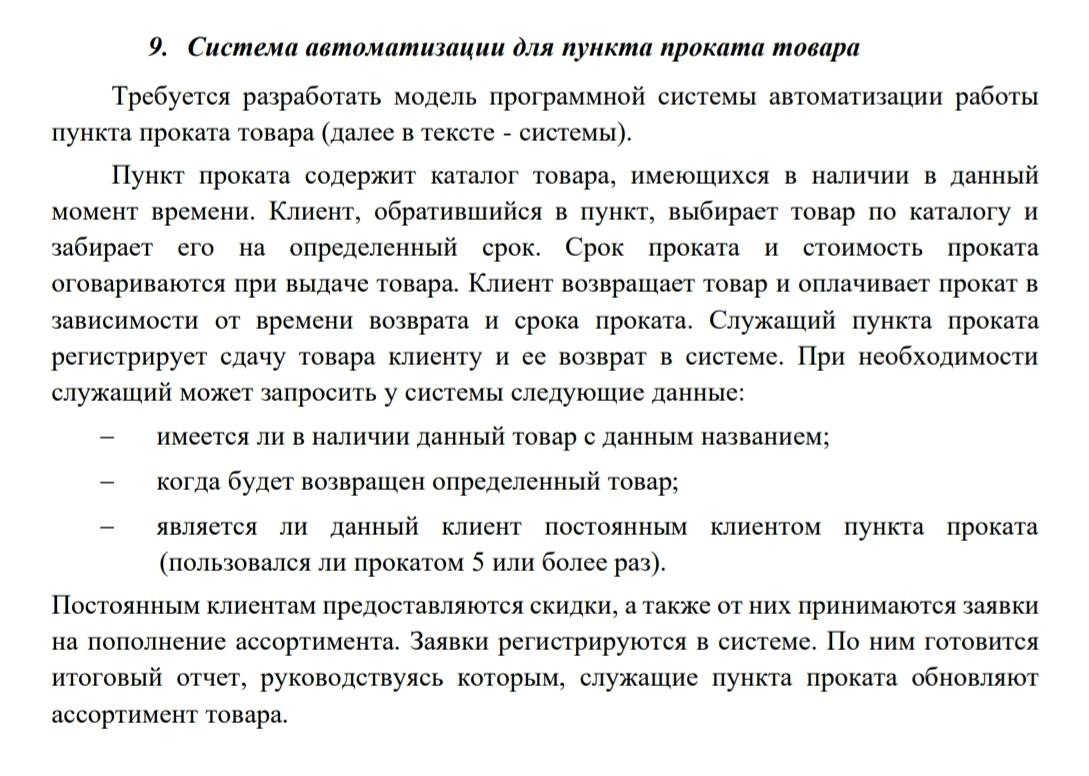 9. Система автоматизации для пункта проката товара
Требуется разработать модель программной системы автоматизации работы
пункта проката товара (далее в тексте - системы).
Пункт проката содержит каталог товара, имеющихся в наличии в данный
момент времени. Клиент, обратившийся в пункт, выбирает товар по каталогу и
забирает его на определенный срок. Срок проката и стоимость проката
оговариваются при выдаче товара. Клиент возвращает товар и оплачивает прокат в
зависимости от времени возврата и срока проката. Служащий пункта проката
регистрирует сдачу товара клиенту и ее возврат в системе. При необходимости
служащий может запросить у системы следующие данные:
– имеется ли в наличии данный товар с данным названием;
– когда будет возвращен определенный товар;
– является ли данный клиент постоянным клиентом пункта проката
(пользовался ли прокатом 5 или более раз).
Постоянным клиентам предоставляются скидки, а также от них принимаются заявки
на пополнение ассортимента. Заявки регистрируются в системе. По ним готовится
итоговый отчет, руководствуясь которым, служащие пункта проката обновляют
ассортимент товара.